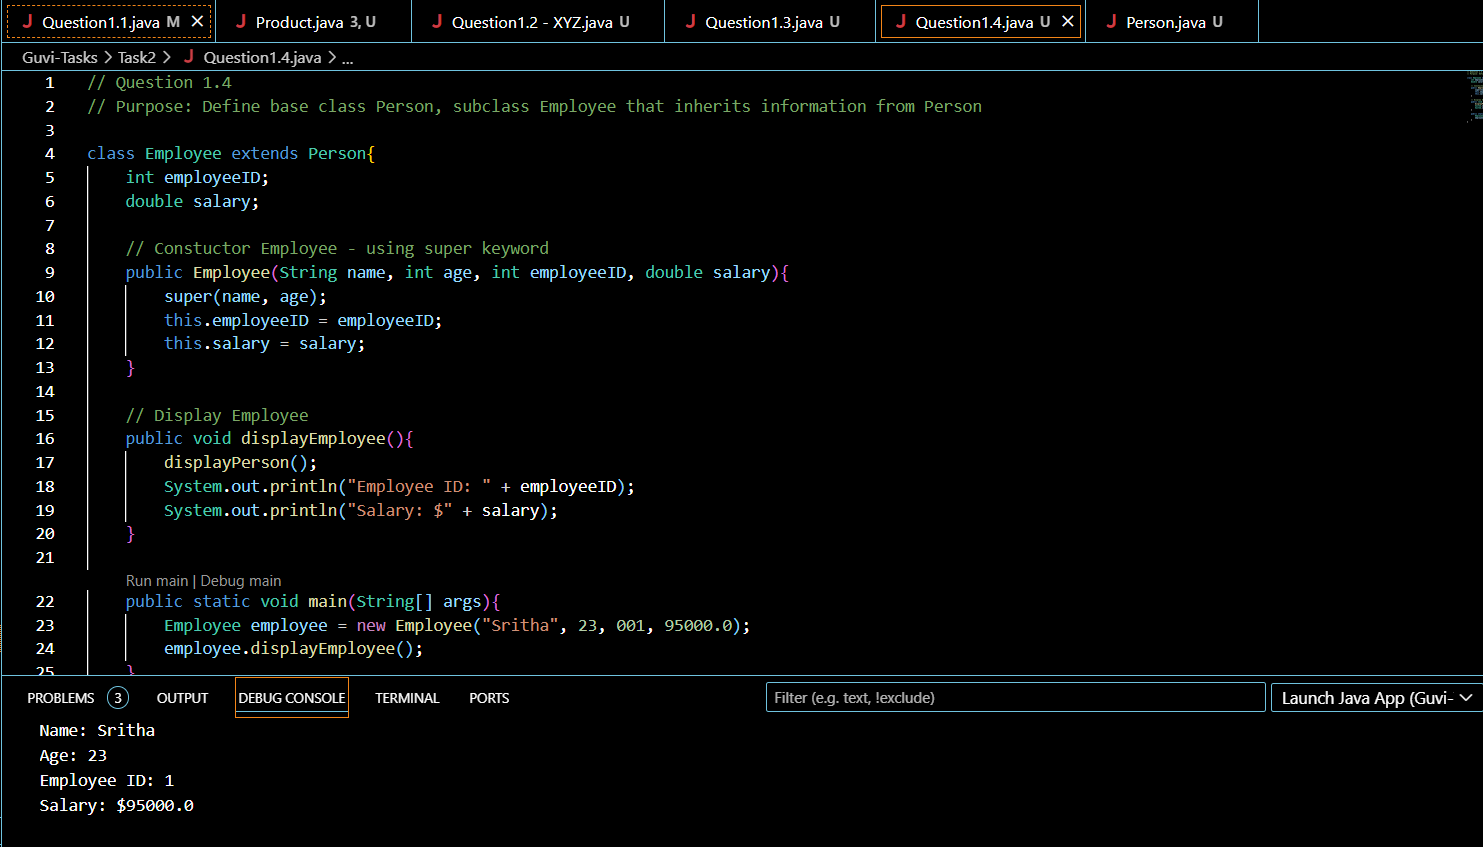 Question1.1.java M Product.java 3, U Question1.2 - XYZ.java U Question1.3.java U Question1.4.java U Person.java U
Guvi-Tasks > Task2 > Question1.4.java > ...
1 // Question 1.4
2 // Purpose: Define base class Person, subclass Employee that inherits information from Person
3
4 class Employee extends Person{
5 int employeeID;
6 double salary;
7
8 // Constuctor Employee - using super keyword
9 public Employee(String name, int age, int employeeID, double salary){
10 super(name, age);
11 this.employeeID = employeeID;
12 this.salary = salary;
13 }
14
15 // Display Employee
16 public void displayEmployee(){
17 displayPerson();
18 System.out.println("Employee ID: " + employeeID);
19 System.out.println("Salary: $" + salary);
20 }
21
Run main | Debug main
22 public static void main(String[] args){
23 Employee employee = new Employee("Sritha", 23, 001, 95000.0);
24 employee.displayEmployee();
25 }
PROBLEMS 3 OUTPUT DEBUG CONSOLE TERMINAL PORTS Filter (e.g. text, !exclude) Launch Java App (Guvi-
Name: Sritha
Age: 23
Employee ID: 1
Salary: $95000.0